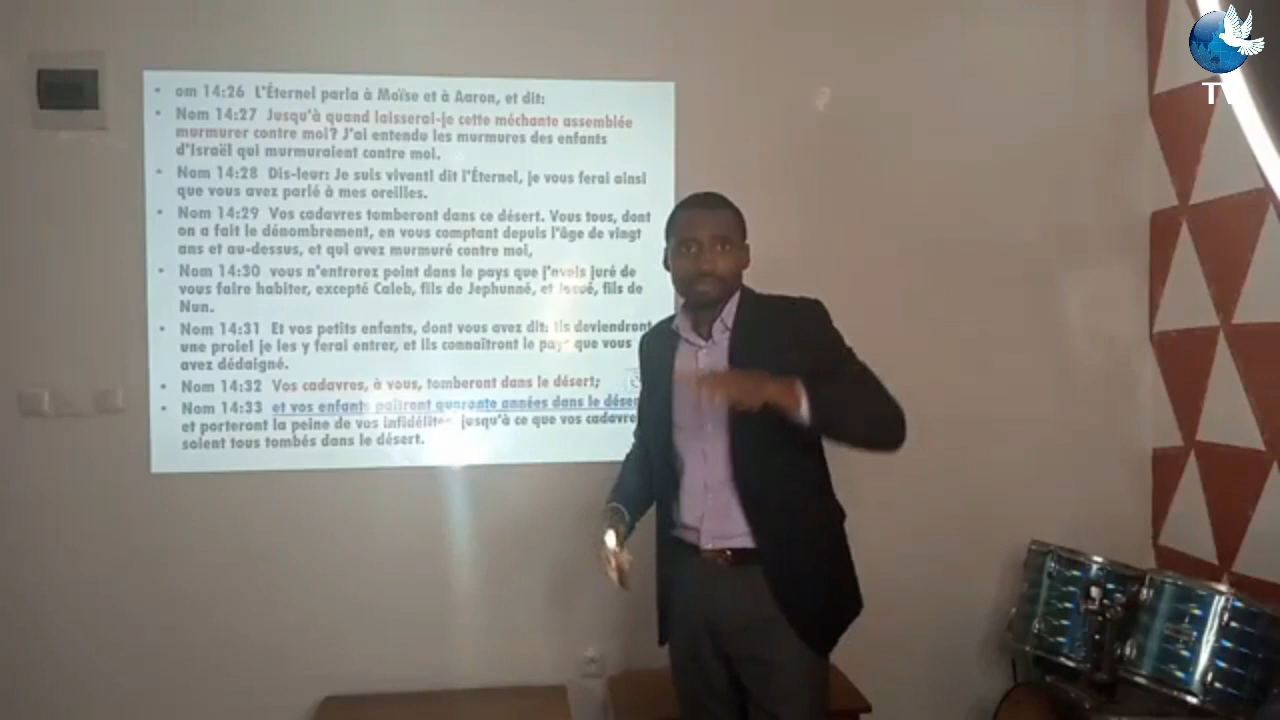 • om 14:26 L'Éternel parla à Moïse et à Aaron, et dit:
• Nom 14:27 Jusqu'à quand laisserai-je cette méchante assemblée
murmurer contre moi? J'ai entendu les murmures des enfants
d'Israël qui murmuraient contre moi.
• Nom 14:28 Dis-leur: Je suis vivant! dit l'Éternel, je vous ferai ainsi
que vous avez parlé à mes oreilles.
• Nom 14:29 Vos cadavres tomberont dans ce désert. Vous tous, dont
on a fait le dénombrement, en vous comptant depuis l'âge de vingt
ans et au-dessus, et qui avez murmuré contre moi,
• Nom 14:30 vous n'entrerez point dans le pays que j'avais juré de
vous faire habiter, excepté Caleb, fils de Jephunné, et Josué, fils de
Nun.
• Nom 14:31 Et vos petits enfants, dont vous avez dit: Ils deviendront
une proie! je les y ferai entrer, et ils connaîtront le pays que vous
avez dédaigné.
• Nom 14:32 Vos cadavres, à vous, tomberont dans le désert;
• Nom 14:33 et vos enfants paîtront quarante années dans le déser
et porteront la peine de vos infidélités, jusqu'à ce que vos cadavre
soient tous tombés dans le désert.